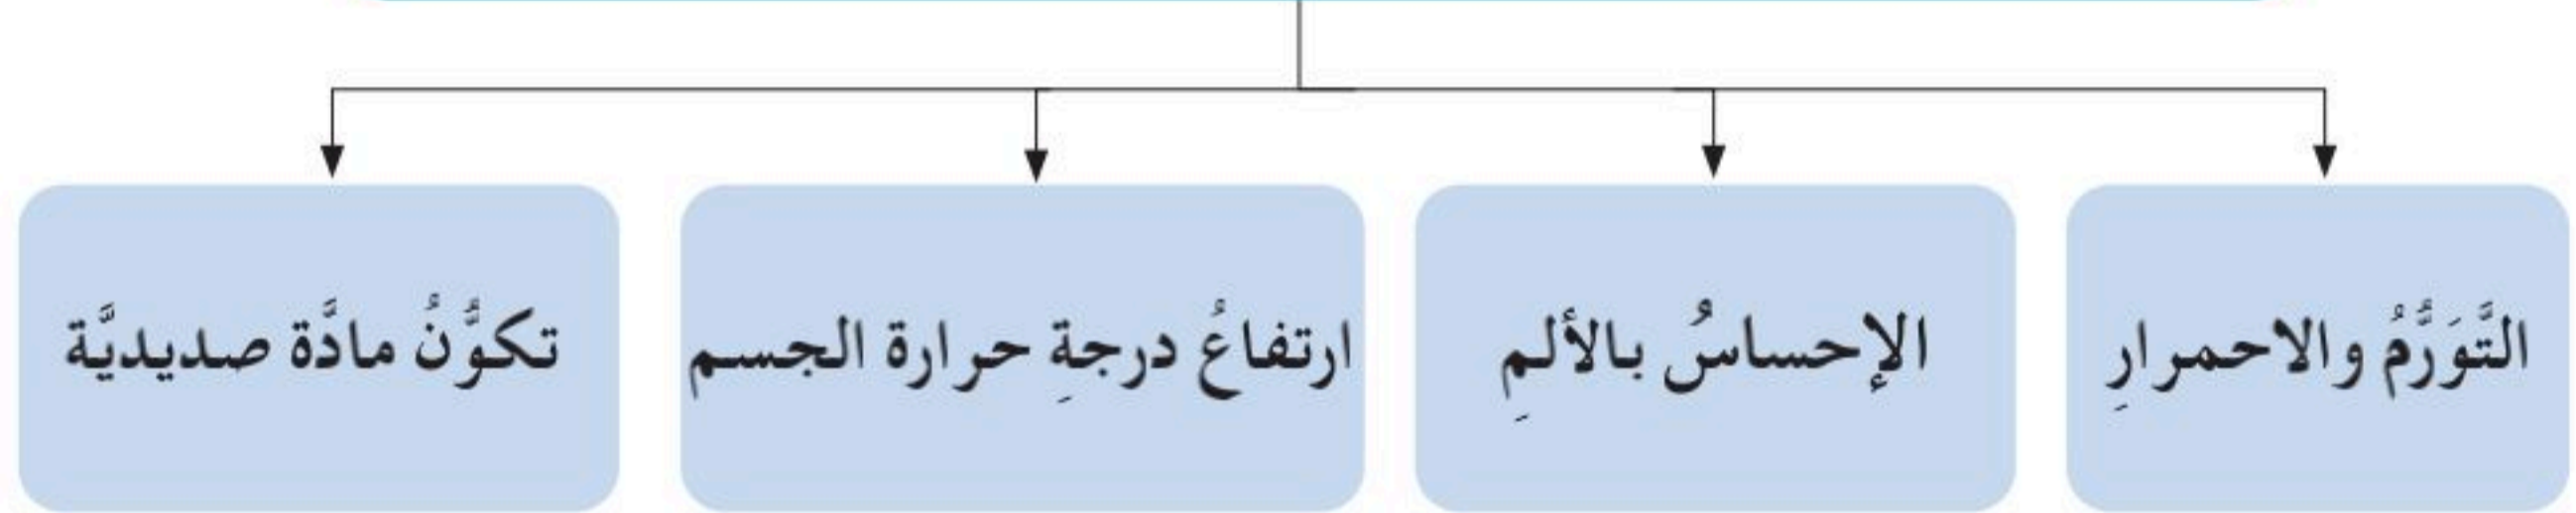 التَّوَرُّمُ والاحمرارِ
الإحساسُ بالألمِ
ارتفاعُ درجةِ حرارة الجسم
تكوُّنُ مادَّة صديديَّة